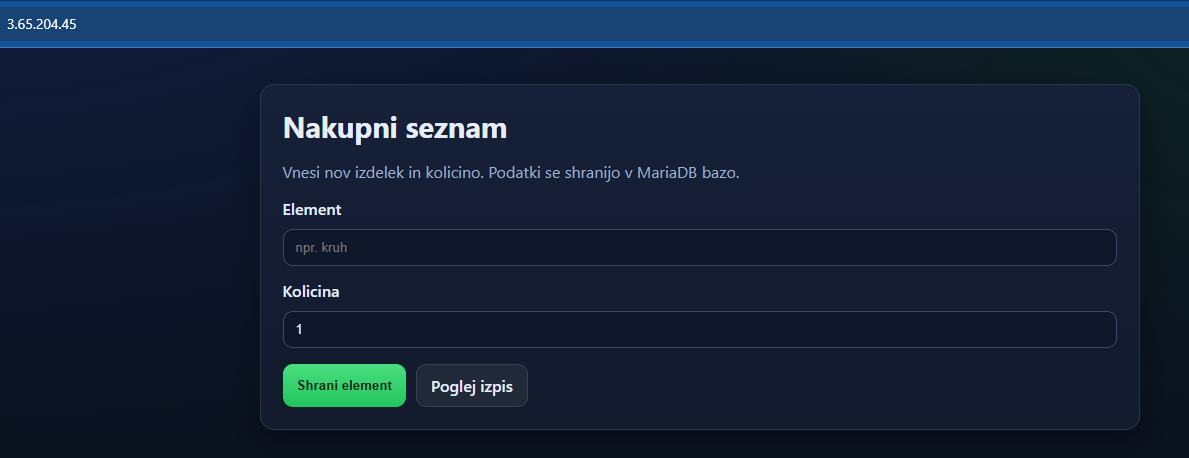 3.65.204.45
Nakupni seznam
Vnesi nov izdelek in kolicino. Podatki se shranijo v MariaDB bazo.
Element
npr. kruh
Kolicina
1
Shrani element Poglej izpis